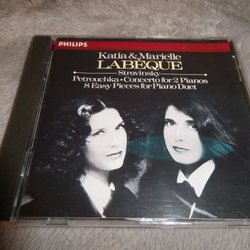 PHILIPS
Katia & Marielle
LABEQUE
Stravinsky
Petrouchka • Concerto for 2 Pianos
8 Easy Pieces for Piano Duet